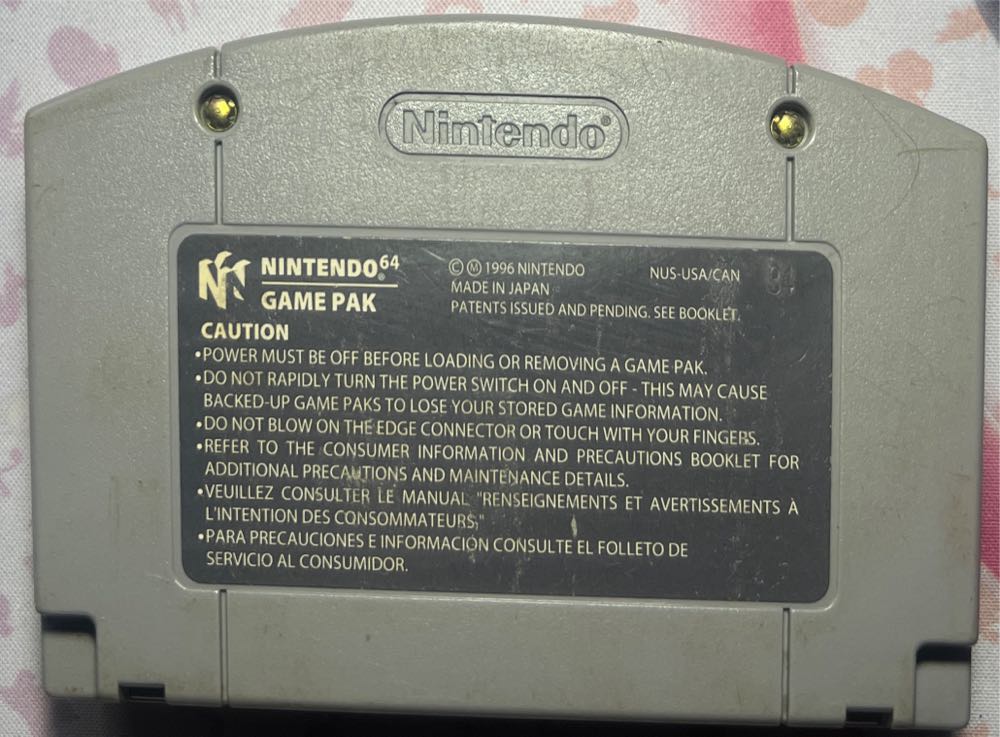 Nintendo®
NINTENDO®64
GAME PAK
© Ⓜ 1996 NINTENDO
MADE IN JAPAN
PATENTS ISSUED AND PENDING. SEE BOOKLET.
NUS-USA/CAN
CAUTION
•POWER MUST BE OFF BEFORE LOADING OR REMOVING A GAME PAK.
•DO NOT RAPIDLY TURN THE POWER SWITCH ON AND OFF - THIS MAY CAUSE
BACKED-UP GAME PAKS TO LOSE YOUR STORED GAME INFORMATION.
•DO NOT BLOW ON THE EDGE CONNECTOR OR TOUCH WITH YOUR FINGERS.
•REFER TO THE CONSUMER INFORMATION AND PRECAUTIONS BOOKLET FOR
ADDITIONAL PRECAUTIONS AND MAINTENANCE DETAILS.
•VEUILLEZ CONSULTER LE MANUAL "RENSEIGNEMENTS ET AVERTISSEMENTS À
L'INTENTION DES CONSOMMATEURS,"
•PARA PRECAUCIONES E INFORMACIÓN CONSULTE EL FOLLETO DE
SERVICIO AL CONSUMIDOR.